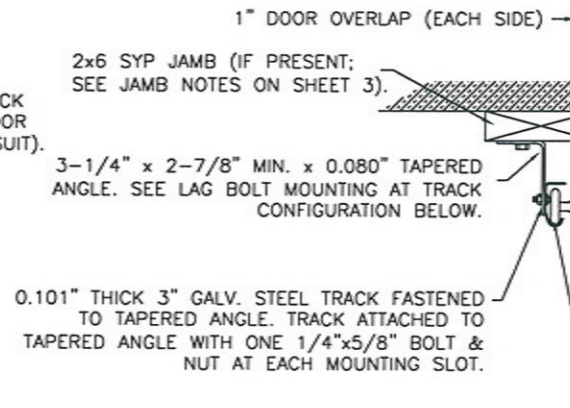 1" DOOR OVERLAP (EACH SIDE)
2x6 SYP JAMB (IF PRESENT;
SEE JAMB NOTES ON SHEET 3).
CK
OR
SUIT).
3-1/4" x 2-7/8" MIN. x 0.080" TAPERED
ANGLE. SEE LAG BOLT MOUNTING AT TRACK
CONFIGURATION BELOW.
0.101" THICK 3" GALV. STEEL TRACK FASTENED
TO TAPERED ANGLE. TRACK ATTACHED TO
TAPERED ANGLE WITH ONE 1/4"x5/8" BOLT &
NUT AT EACH MOUNTING SLOT.